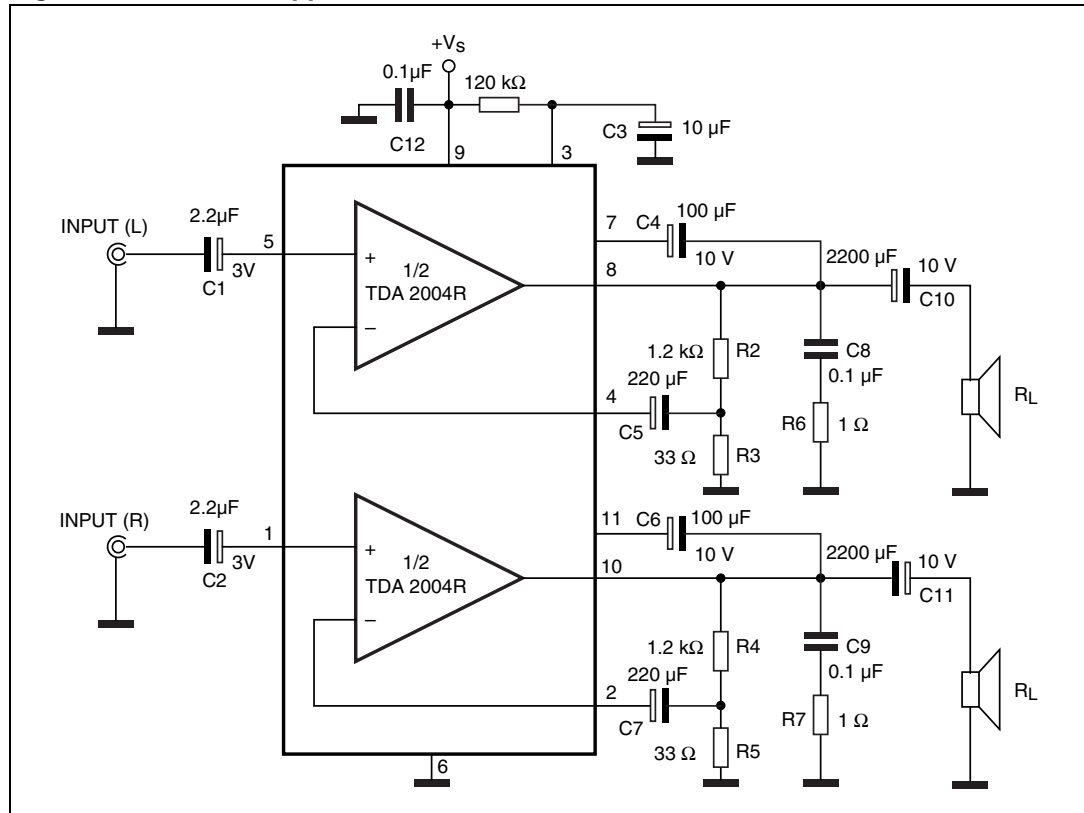 +VS
0.1µF
120 kΩ
C12
C3
10 µF
9
3
INPUT (L)
2.2µF
3V
C1
5
+
1/2
TDA 2004R
–
7
C4
100 µF
10 V
8
2200 µF
10 V
C10
1.2 kΩ
R2
C8
0.1 µF
220 µF
4
C5
33 Ω
R3
R6
1 Ω
RL
INPUT (R)
2.2µF
3V
C2
1
+
1/2
TDA 2004R
–
11
C6
100 µF
10 V
10
2200 µF
10 V
C11
1.2 kΩ
R4
C9
0.1 µF
220 µF
2
C7
33 Ω
R5
R7
1 Ω
RL
6